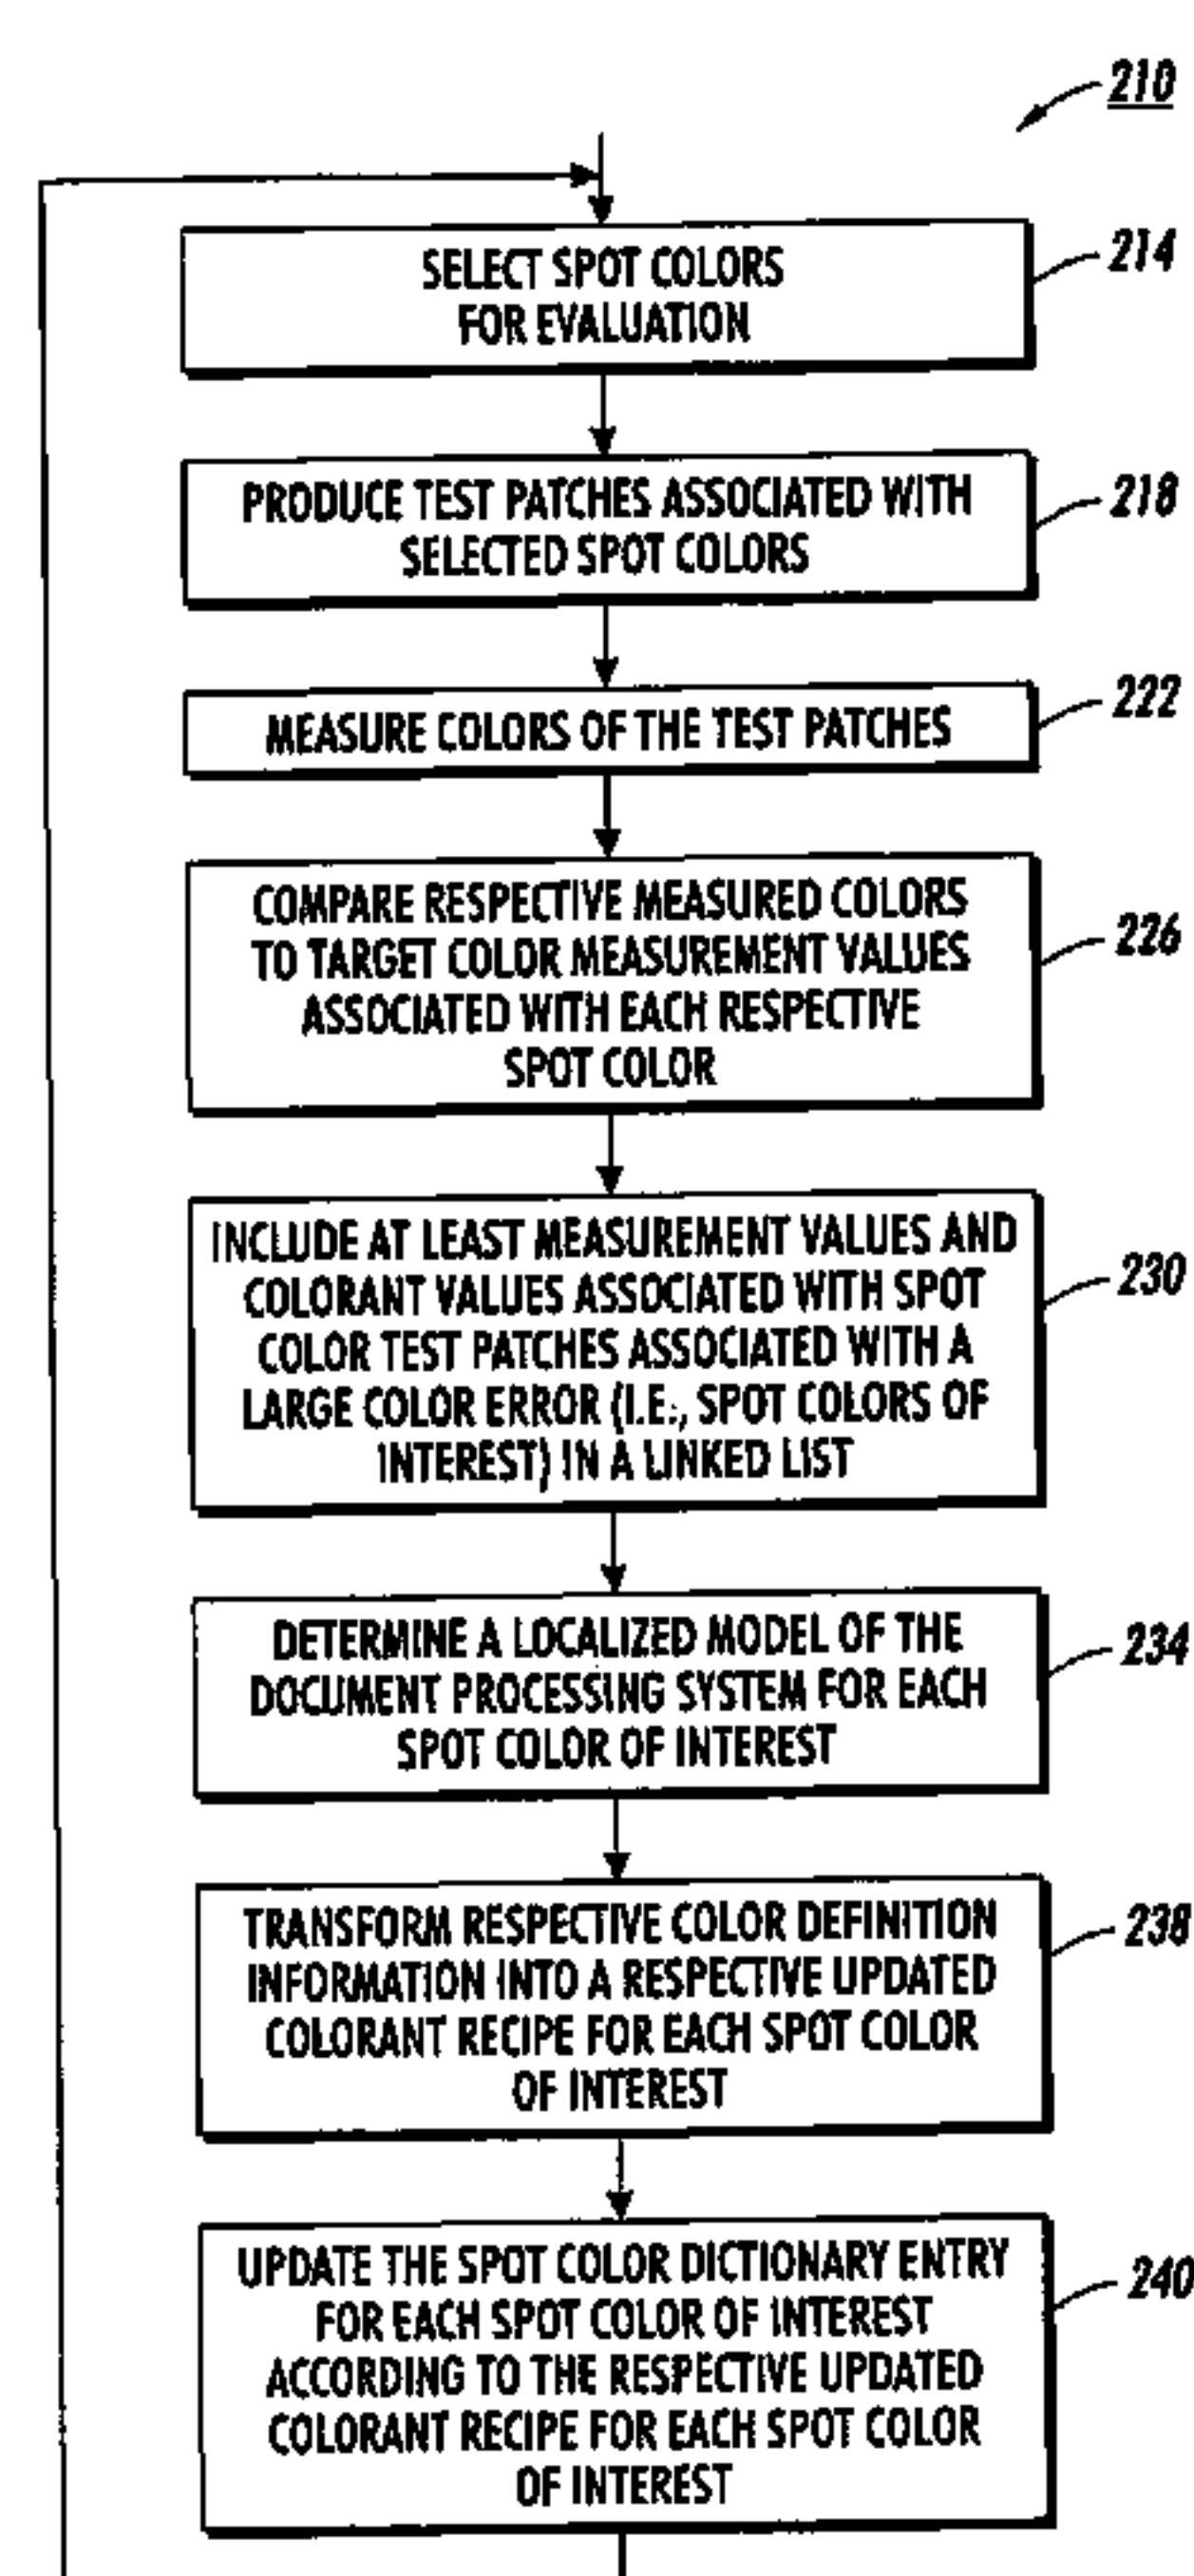 210
SELECT SPOT COLORS
FOR EVALUATION
214
PRODUCE TEST PATCHES ASSOCIATED WITH
SELECTED SPOT COLORS
218
MEASURE COLORS OF THE TEST PATCHES
222
COMPARE RESPECTIVE MEASURED COLORS
TO TARGET COLOR MEASUREMENT VALUES
ASSOCIATED WITH EACH RESPECTIVE
SPOT COLOR
226
INCLUDE AT LEAST MEASUREMENT VALUES AND
COLORANT VALUES ASSOCIATED WITH SPOT
COLOR TEST PATCHES ASSOCIATED WITH A
LARGE COLOR ERROR (I.E., SPOT COLORS OF
INTEREST) IN A LINKED LIST
230
DETERMINE A LOCALIZED MODEL OF THE
DOCUMENT PROCESSING SYSTEM FOR EACH
SPOT COLOR OF INTEREST
234
TRANSFORM RESPECTIVE COLOR DEFINITION
INFORMATION INTO A RESPECTIVE UPDATED
COLORANT RECIPE FOR EACH SPOT COLOR
OF INTEREST
238
UPDATE THE SPOT COLOR DICTIONARY ENTRY
FOR EACH SPOT COLOR OF INTEREST
ACCORDING TO THE RESPECTIVE UPDATED
COLORANT RECIPE FOR EACH SPOT COLOR
OF INTEREST
240